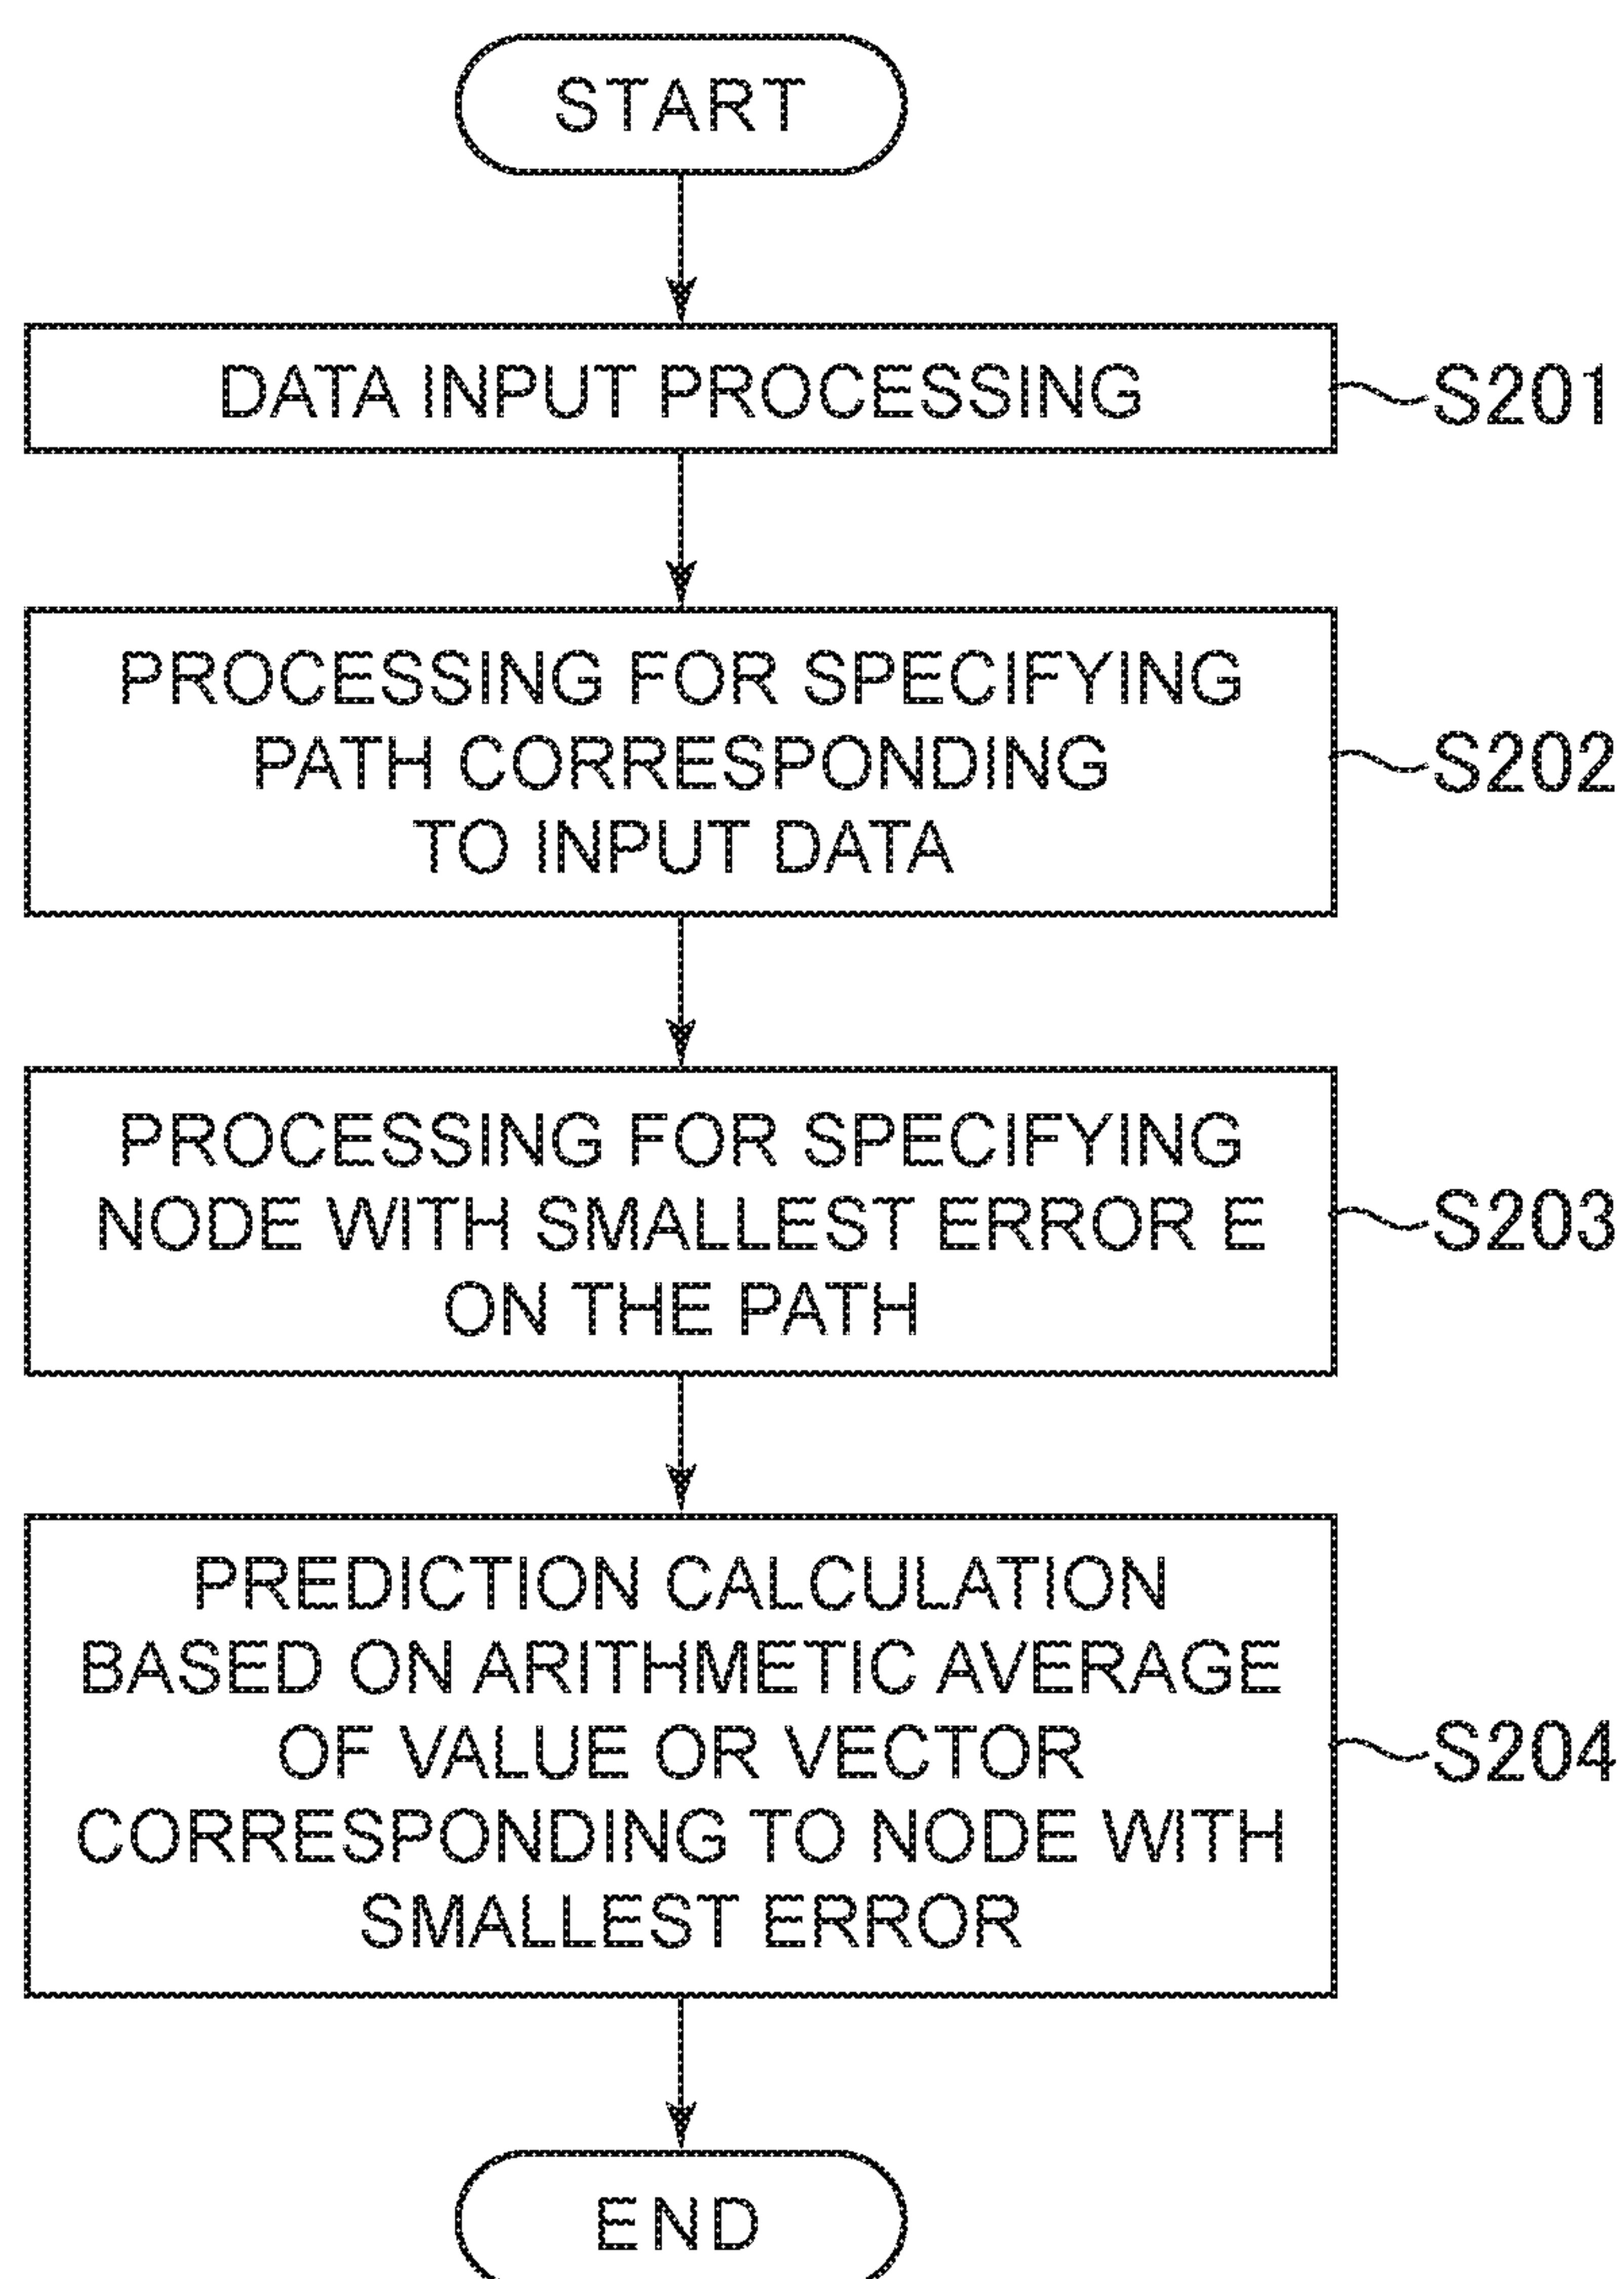 START
DATA INPUT PROCESSING
S201
PROCESSING FOR SPECIFYING
PATH CORRESPONDING
TO INPUT DATA
S202
PROCESSING FOR SPECIFYING
NODE WITH SMALLEST ERROR E
ON THE PATH
S203
PREDICTION CALCULATION
BASED ON ARITHMETIC AVERAGE
OF VALUE OR VECTOR
CORRESPONDING TO NODE WITH
SMALLEST ERROR
S204
END